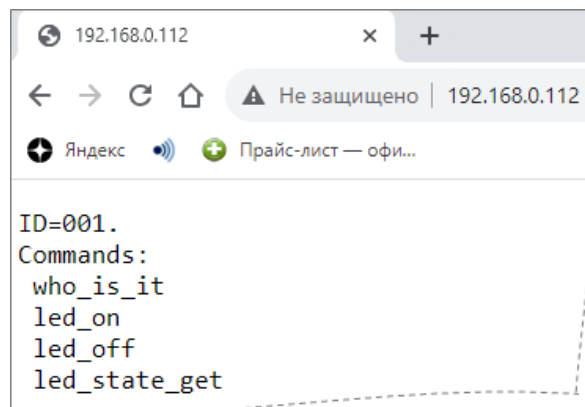 192.168.0.112
Не защищено | 192.168.0.112
Яндекс Прайс-лист — офи...
ID=001.
Commands:
who_is_it
led_on
led_off
led_state_get